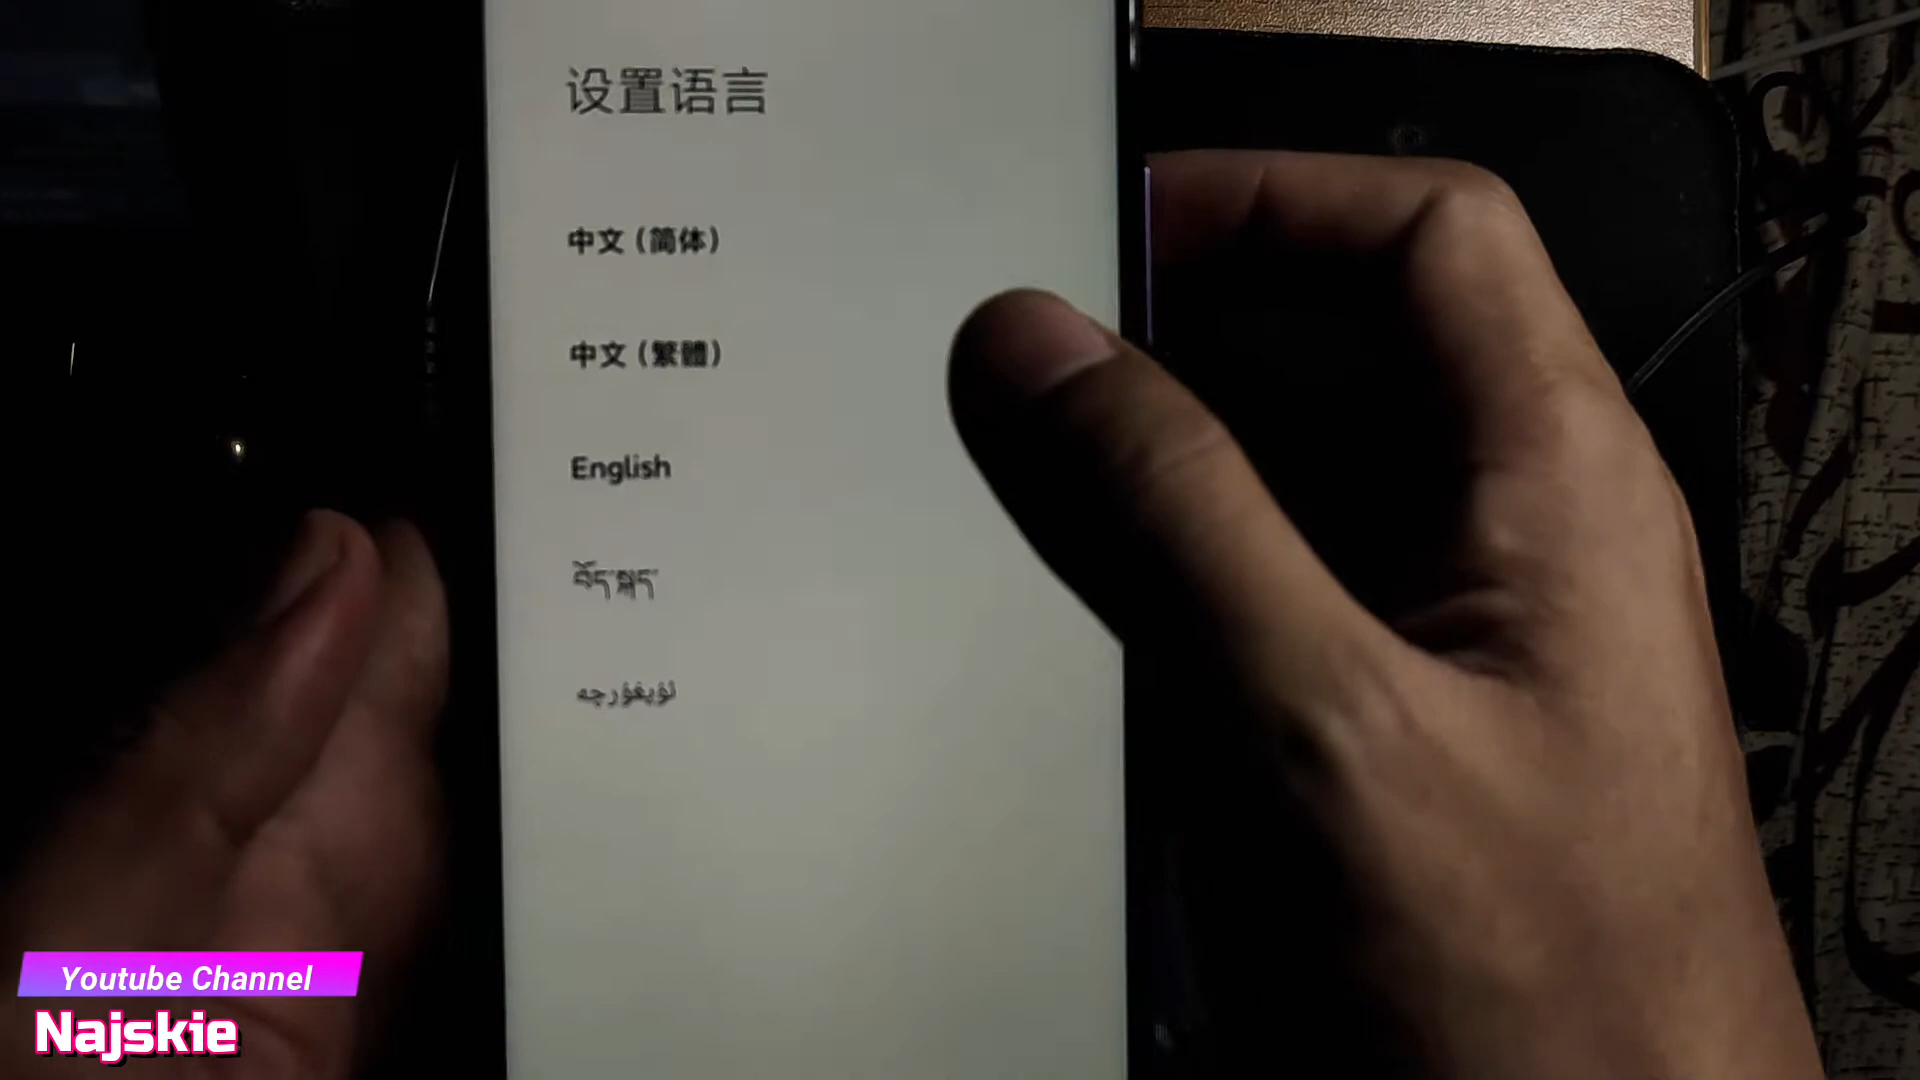 设置语言
中文（简体）
中文（繁體）
English
བོད་སྐད་
ئۇيغۇرچە
Youtube Channel
Najskie